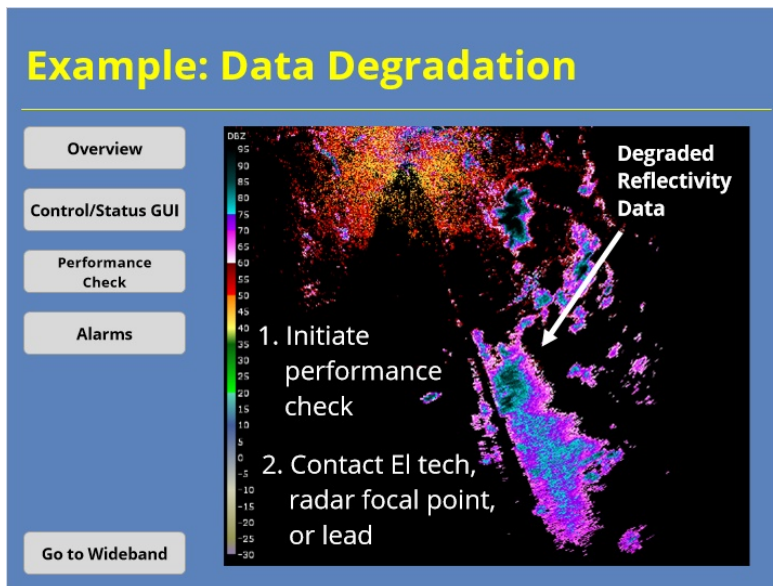 Example: Data Degradation
Overview
Control/Status GUI
Performance
Check
Alarms
Go to Wideband
DBZ
95
90
85
80
75
70
65
60
55
50
45
40
35
30
25
20
15
10
5
0
-5
-10
-15
-20
-25
-30
Degraded
Reflectivity
Data
1. Initiate
performance
check
2. Contact El tech,
radar focal point,
or lead